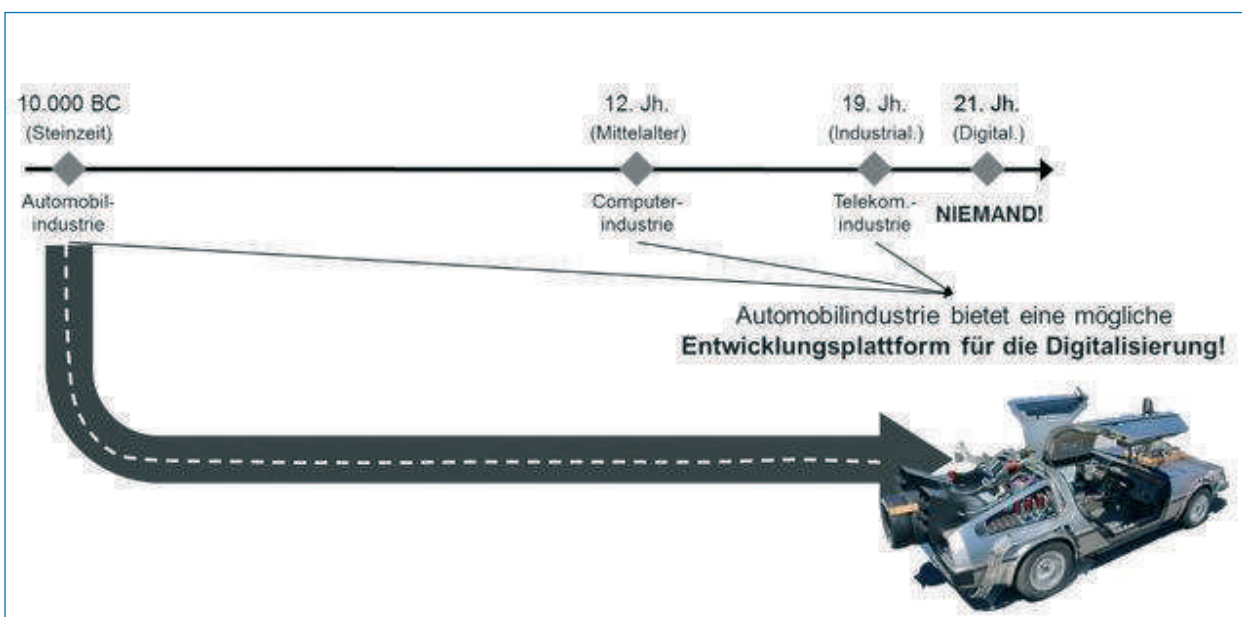 10.000 BC
(Steinzeit)
12. Jh.
(Mittelalter)
19. Jh.
(Industrial.)
21. Jh.
(Digital.)
Automobil-
industrie
Computer-
industrie
Telekom.-
industrie
NIEMAND!
Automobilindustrie bietet eine mögliche
Entwicklungsplattform für die Digitalisierung!